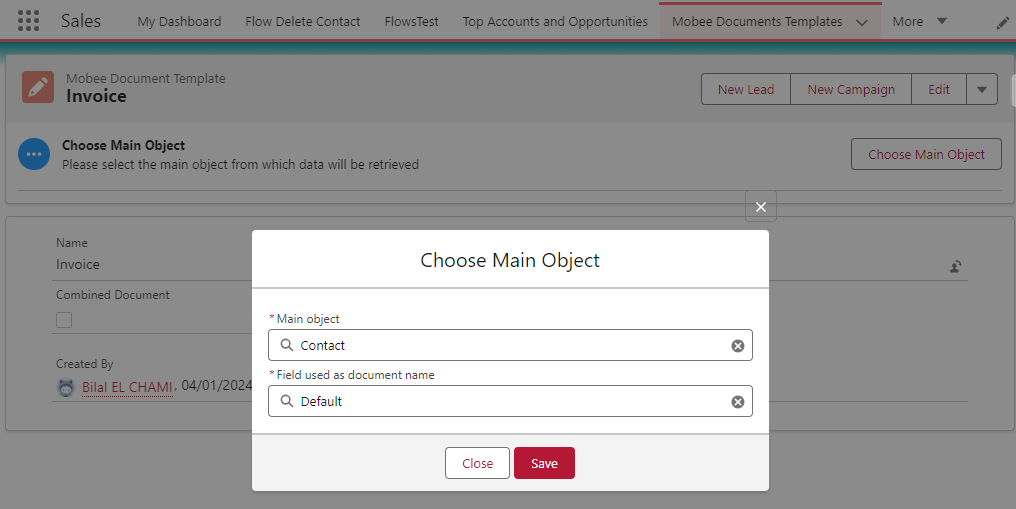 Sales My Dashboard Flow Delete Contact FlowsTest Top Accounts and Opportunities Mobee Documents Templates More
Mobee Document Template
Invoice
New Lead New Campaign Edit
Choose Main Object
Please select the main object from which data will be retrieved
Choose Main Object
Name
Invoice
Combined Document
Created By
Bilal EL CHAMI, 04/01/2024
Choose Main Object
* Main object
Contact
* Field used as document name
Default
Close Save